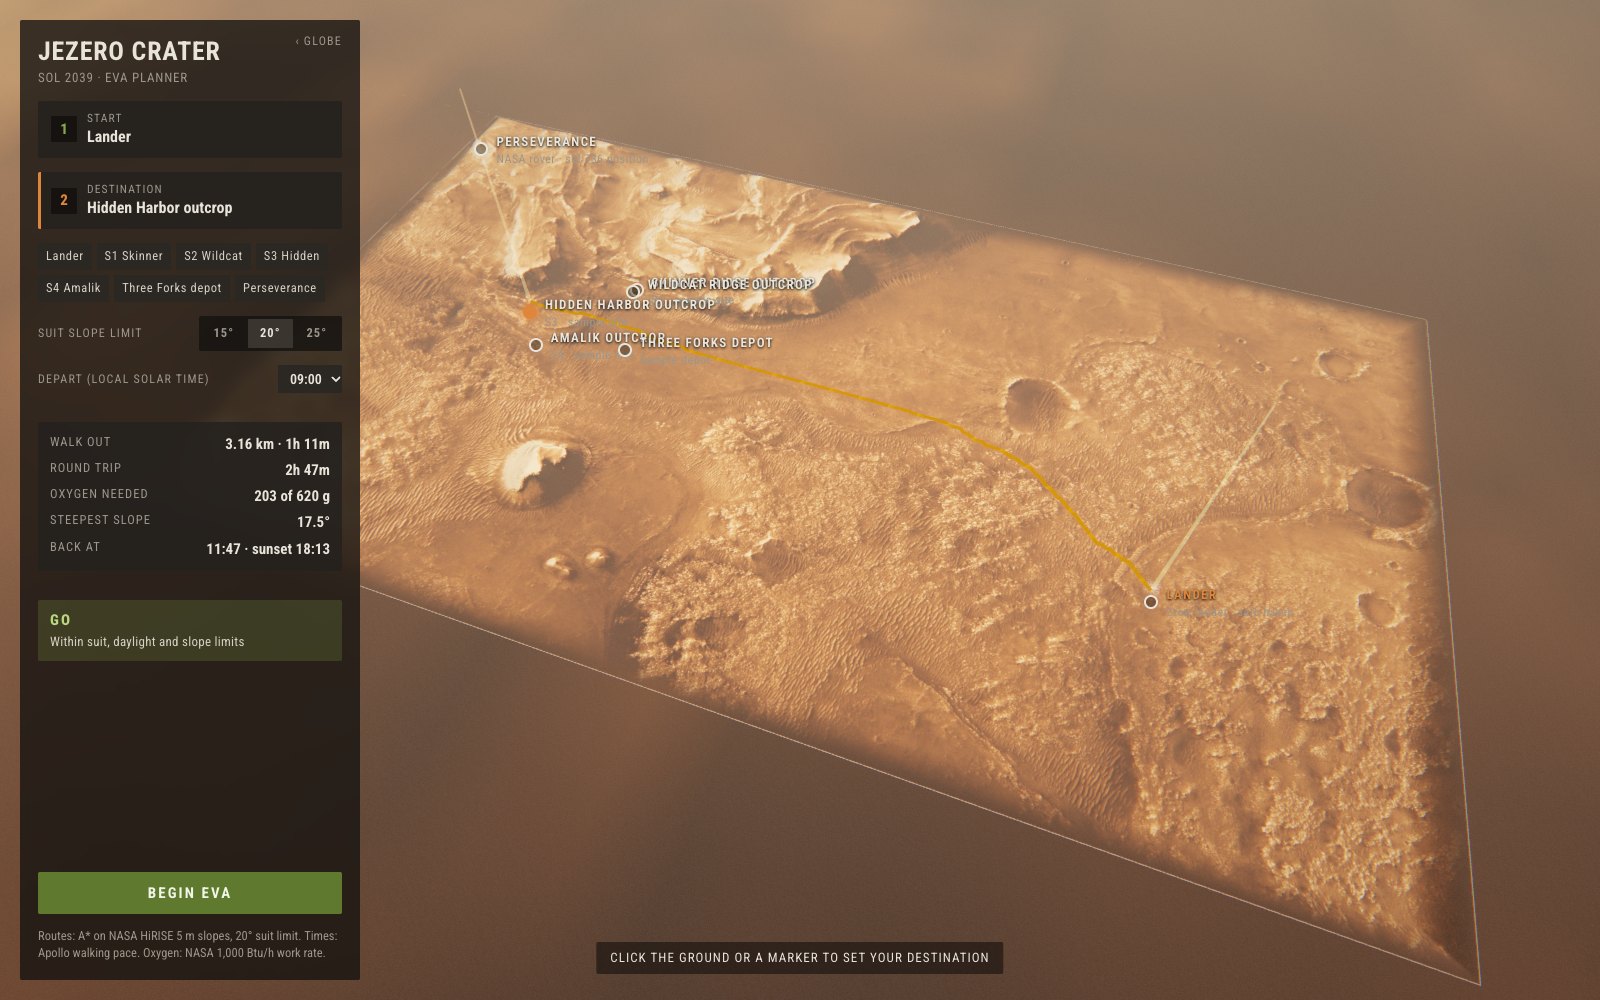 JEZERO CRATER
‹ GLOBE
SOL 2039 · EVA PLANNER
1
START
Lander
2
DESTINATION
Hidden Harbor outcrop
Lander
S1 Skinner
S2 Wildcat
S3 Hidden
S4 Amalik
Three Forks depot
Perseverance
SUIT SLOPE LIMIT
15°
20°
25°
DEPART (LOCAL SOLAR TIME)
09:00
WALK OUT
3.16 km · 1h 11m
ROUND TRIP
2h 47m
OXYGEN NEEDED
203 of 620 g
STEEPEST SLOPE
17.5°
BACK AT
11:47 · sunset 18:13
GO
Within suit, daylight and slope limits
BEGIN EVA
Routes: A* on NASA HiRISE 5 m slopes, 20° suit limit. Times:
Apollo walking pace. Oxygen: NASA 1,000 Btu/h work rate.
PERSEVERANCE
NASA rover
WILDCAT RIDGE OUTCROP
HIDDEN HARBOR OUTCROP
AMALIK OUTCROP
THREE FORKS DEPOT
LANDER
CLICK THE GROUND OR A MARKER TO SET YOUR DESTINATION